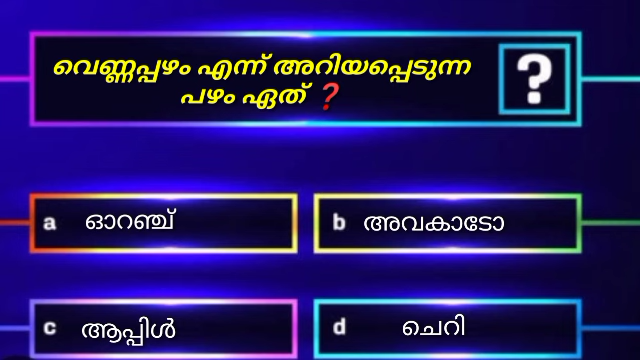 വെണ്ണപ്പഴം എന്ന് അറിയപ്പെടുന്ന
പഴം ഏത് ❓
?
a ഓറഞ്ച്
b അവകാടോ
c ആപ്പിൾ
d ചെറി